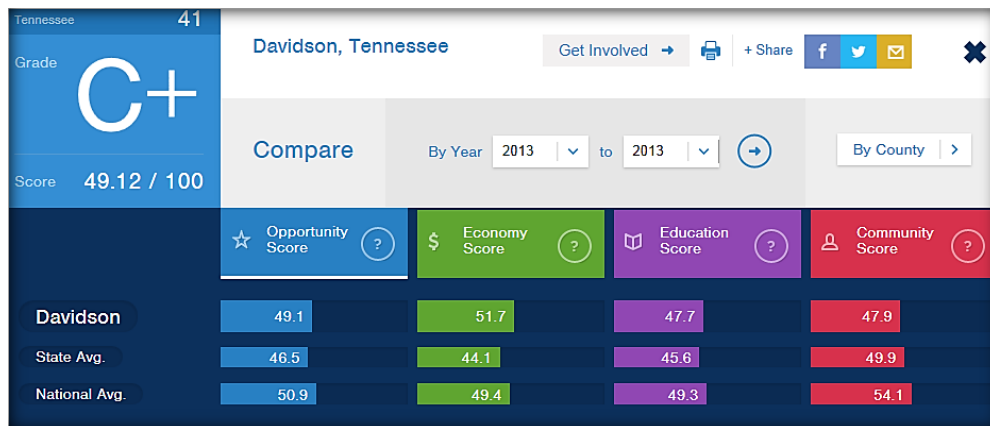 Tennessee 41
Grade
C+
Score 49.12 / 100
Davidson, Tennessee
Get Involved
+ Share
f
Compare
By Year 2013 to 2013
By County
Opportunity
Score
?
$
Economy
Score
?
Education
Score
?
Community
Score
?
Davidson 49.1 51.7 47.7 47.9
State Avg. 46.5 44.1 45.6 49.9
National Avg. 50.9 49.4 49.3 54.1